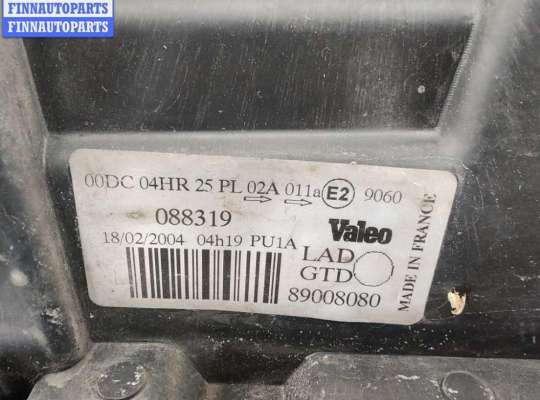 FINNAUTOPARTS
FINNAUTOPARTS
00DC 04HR 25 PL 02A 011a E2 9060
088319
Valeo
18/02/2004 04h19 PU1A
LAD
GTD
89008080
MADE IN FRANCE